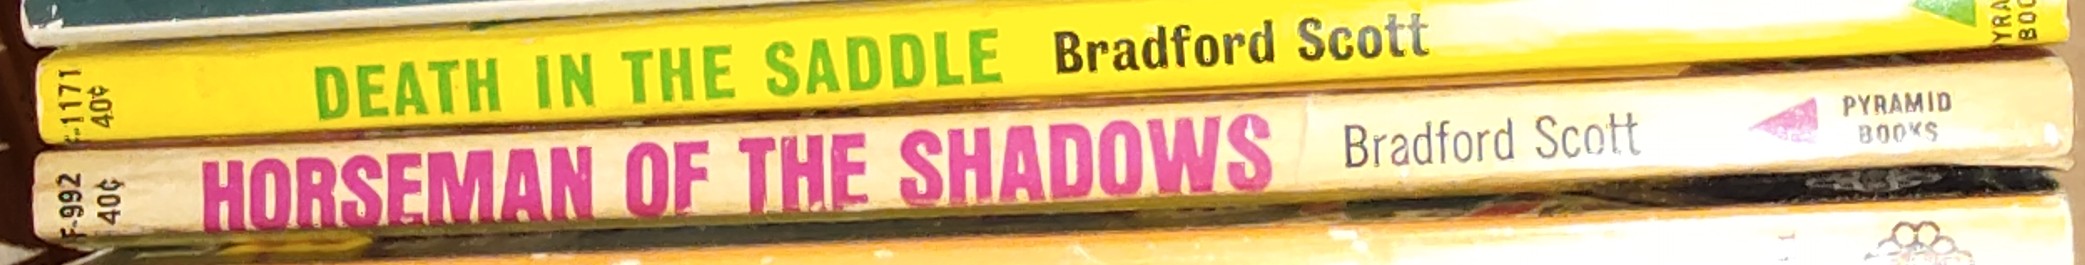 F-1171
40¢
DEATH IN THE SADDLE Bradford Scott
F-992
40¢
HORSEMAN OF THE SHADOWS Bradford Scott
PYRAMID
BOOKS